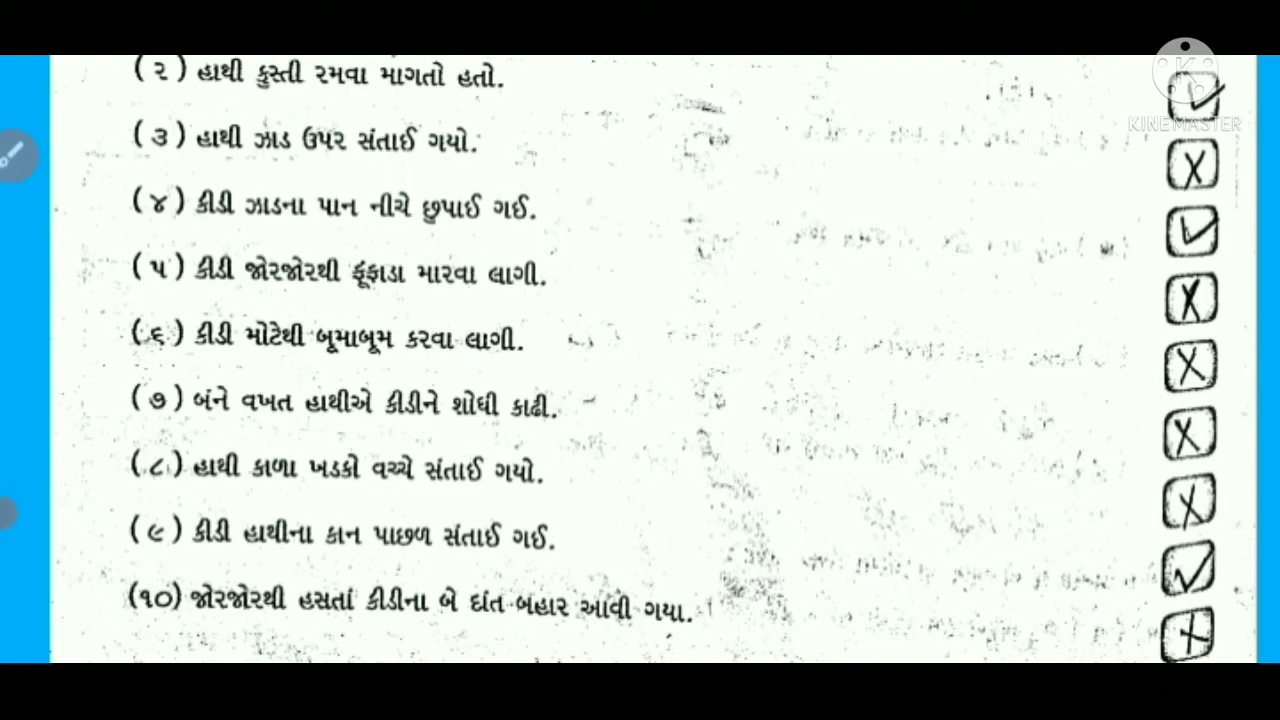 (૨) હાથી કુસ્તી રમવા માગતો હતો.
(૩) હાથી ઝાડ ઉપર સંતાઈ ગયો.
(૪) કીડી ઝાડના પાન નીચે છુપાઈ ગઈ.
(૫) કીડી જોરજોરથી ફૂંફાડા મારવા લાગી.
(૬) કીડી મોટેથી બૂમાબૂમ કરવા લાગી.
(૭) બંને વખત હાથીએ કીડીને શોધી કાઢી.
(૮) હાથી કાળા ખડકો વચ્ચે સંતાઈ ગયો.
(૯) કીડી હાથીના કાન પાછળ સંતાઈ ગઈ.
(૧૦) જોરજોરથી હસતાં કીડીના બે દાંત બહાર આવી ગયા.
KINEMASTER